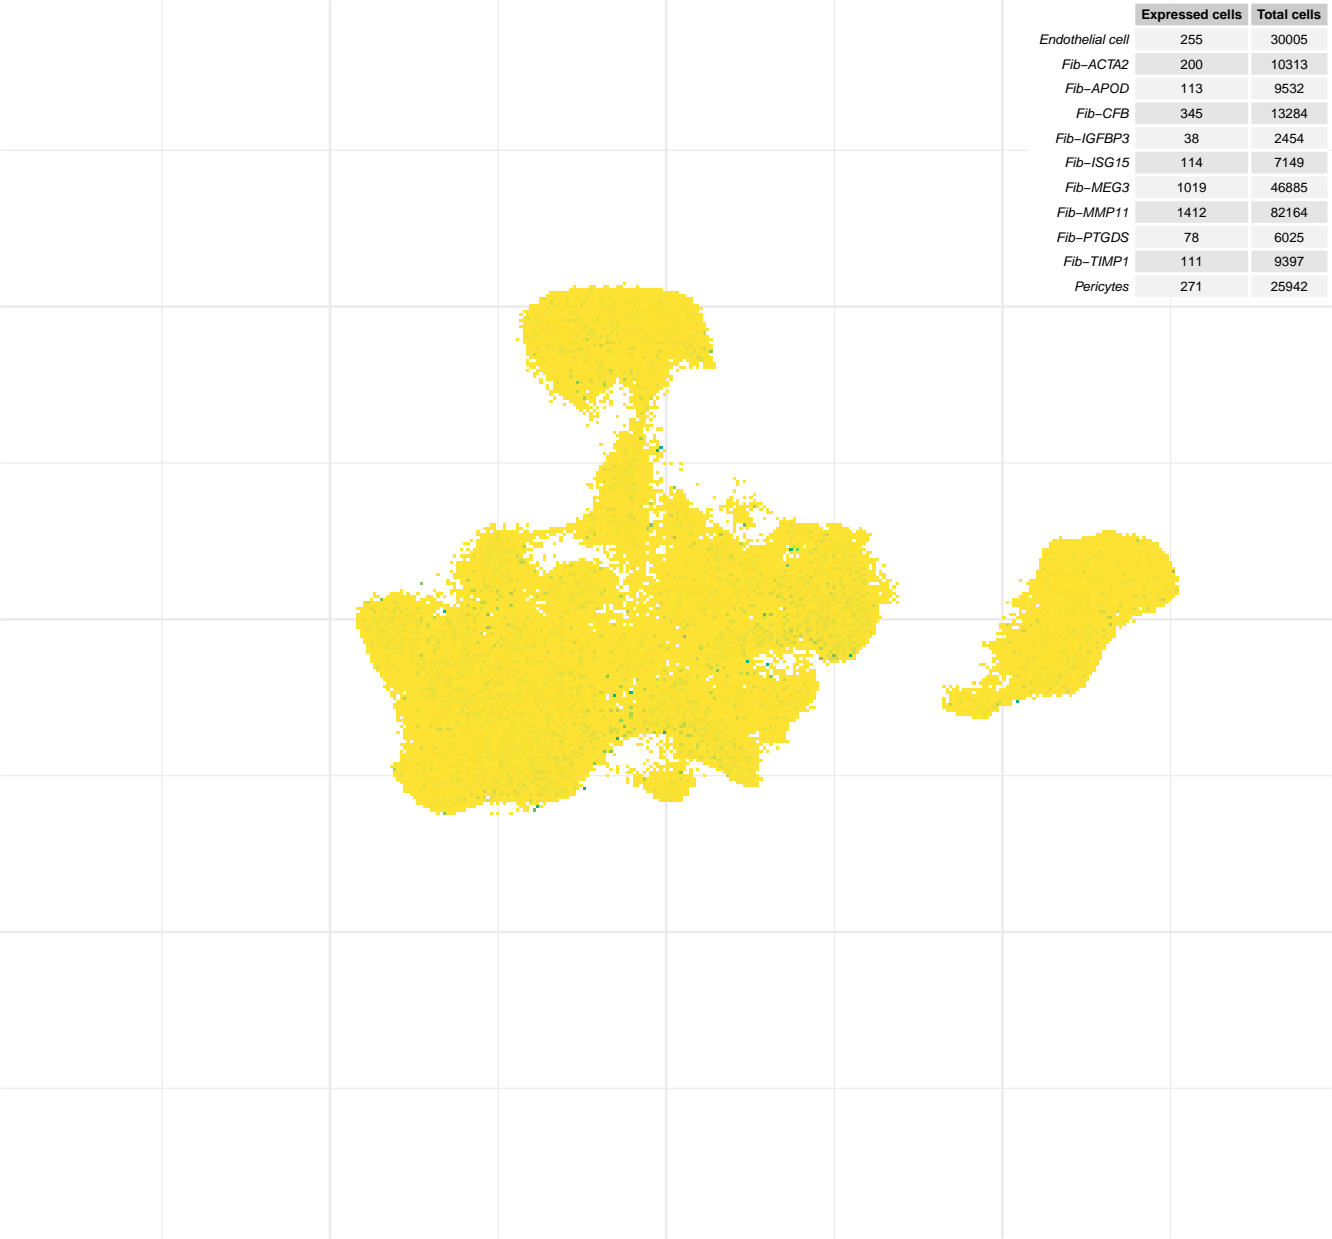 Expressed cells Total cells
Endothelial cell 255 30005
Fib−ACTA2 200 10313
Fib−APOD 113 9532
Fib−CFB 345 13284
Fib−IGFBP3 38 2454
Fib−ISG15 114 7149
Fib−MEG3 1019 46885
Fib−MMP11 1412 82164
Fib−PTGDS 78 6025
Fib−TIMP1 111 9397
Pericytes 271 25942